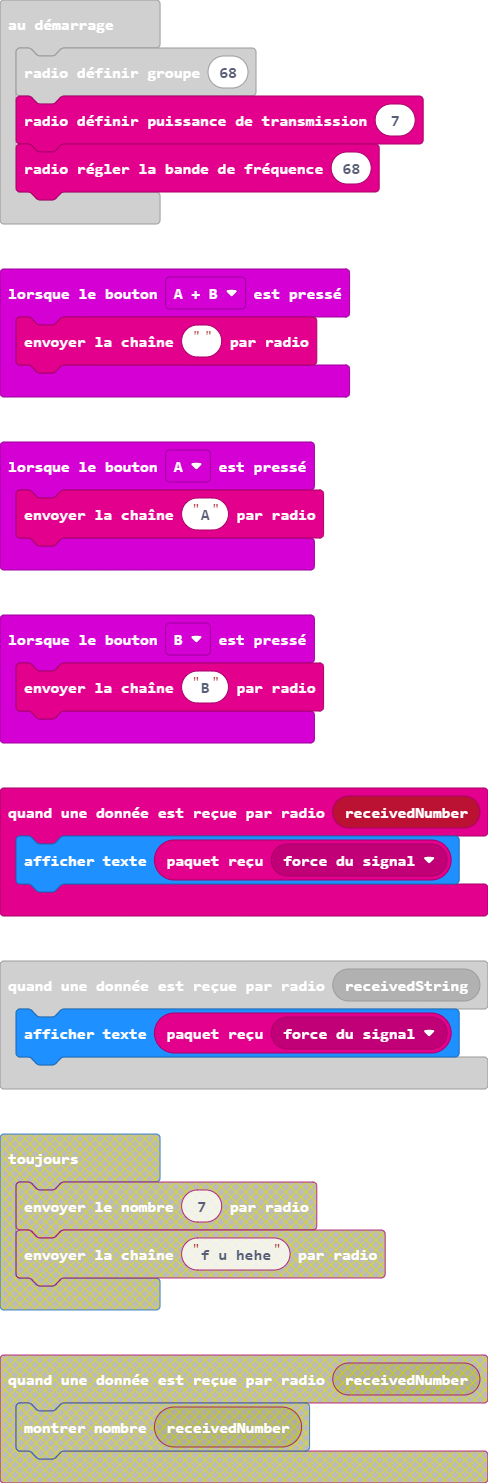 au démarrage
radio définir groupe 68
radio définir puissance de transmission 7
radio régler la bande de fréquence 68
lorsque le bouton A + B est pressé
envoyer la chaîne " " par radio
lorsque le bouton A est pressé
envoyer la chaîne "A" par radio
lorsque le bouton B est pressé
envoyer la chaîne "B" par radio
quand une donnée est reçue par radio receivedNumber
afficher texte paquet reçu force du signal
quand une donnée est reçue par radio receivedString
afficher texte paquet reçu force du signal
toujours
envoyer le nombre 7 par radio
envoyer la chaîne "f u hehe" par radio
quand une donnée est reçue par radio receivedNumber
montrer nombre receivedNumber